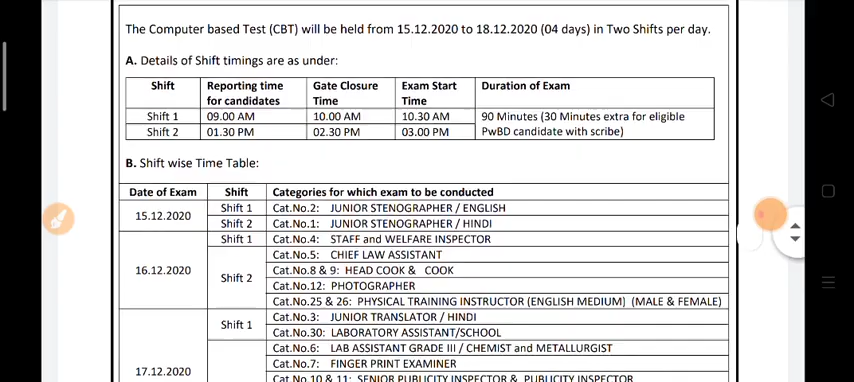 The Computer based Test (CBT) will be held from 15.12.2020 to 18.12.2020 (04 days) in Two Shifts per day.
A. Details of Shift timings are as under:
Shift Reporting time for candidates Gate Closure Time Exam Start Time Duration of Exam
Shift 1 09.00 AM 10.00 AM 10.30 AM 90 Minutes (30 Minutes extra for eligible
Shift 2 01.30 PM 02.30 PM 03.00 PM PwBD candidate with scribe)
B. Shift wise Time Table:
Date of Exam Shift Categories for which exam to be conducted
15.12.2020 Shift 1 Cat.No.2: JUNIOR STENOGRAPHER / ENGLISH
Shift 2 Cat.No.1: JUNIOR STENOGRAPHER / HINDI
16.12.2020 Shift 1 Cat.No.4: STAFF and WELFARE INSPECTOR
Shift 2 Cat.No.5: CHIEF LAW ASSISTANT
Cat.No.8 & 9: HEAD COOK & COOK
Cat.No.12: PHOTOGRAPHER
Cat.No.25 & 26: PHYSICAL TRAINING INSTRUCTOR (ENGLISH MEDIUM) (MALE & FEMALE)
17.12.2020 Shift 1 Cat.No.3: JUNIOR TRANSLATOR / HINDI
Cat.No.30: LABORATORY ASSISTANT/SCHOOL
Cat.No.6: LAB ASSISTANT GRADE III / CHEMIST and METALLURGIST
Cat.No.7: FINGER PRINT EXAMINER
Cat.No.10 & 11: SENIOR PUBLICITY INSPECTOR & PUBLICITY INSPECTOR